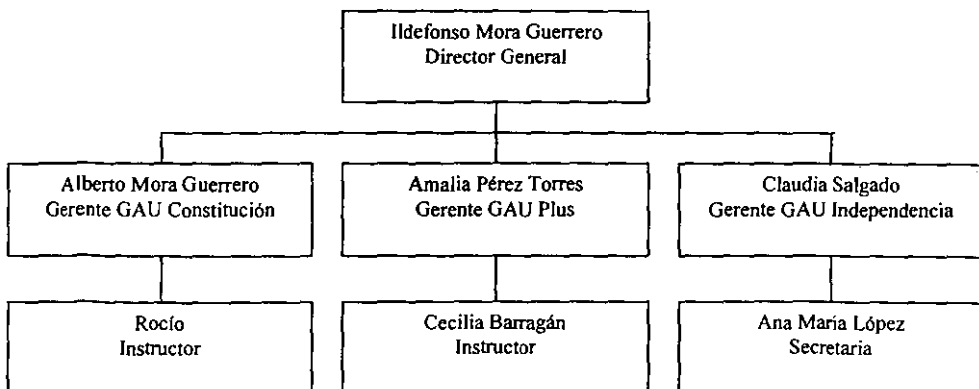 Ildefonso Mora Guerrero
Director General
Alberto Mora Guerrero
Gerente GAU Constitución
Amalia Pérez Torres
Gerente GAU Plus
Claudia Salgado
Gerente GAU Independencia
Rocío
Instructor
Cecilia Barragán
Instructor
Ana María López
Secretaria